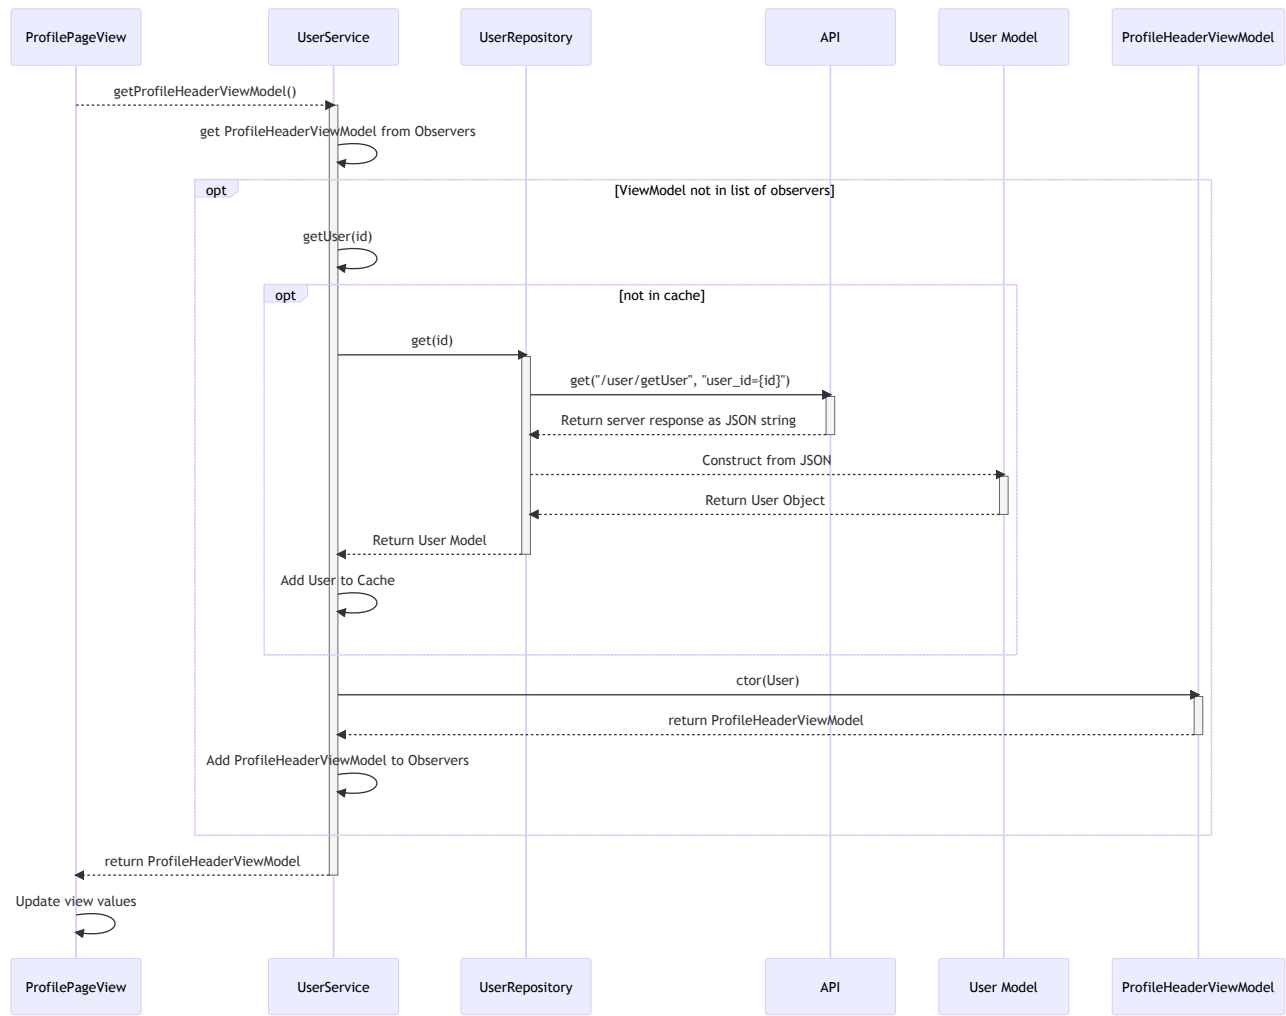 ProfilePageView
UserService
UserRepository
API
User Model
ProfileHeaderViewModel
getProfileHeaderViewModel()
get ProfileHeaderViewModel from Observers
opt
[ViewModel not in list of observers]
getUser(id)
opt
[not in cache]
get(id)
get("/user/getUser", "user_id={id}")
Return server response as JSON string
Construct from JSON
Return User Object
Return User Model
Add User to Cache
ctor(User)
return ProfileHeaderViewModel
Add ProfileHeaderViewModel to Observers
return ProfileHeaderViewModel
Update view values
ProfilePageView
UserService
UserRepository
API
User Model
ProfileHeaderViewModel